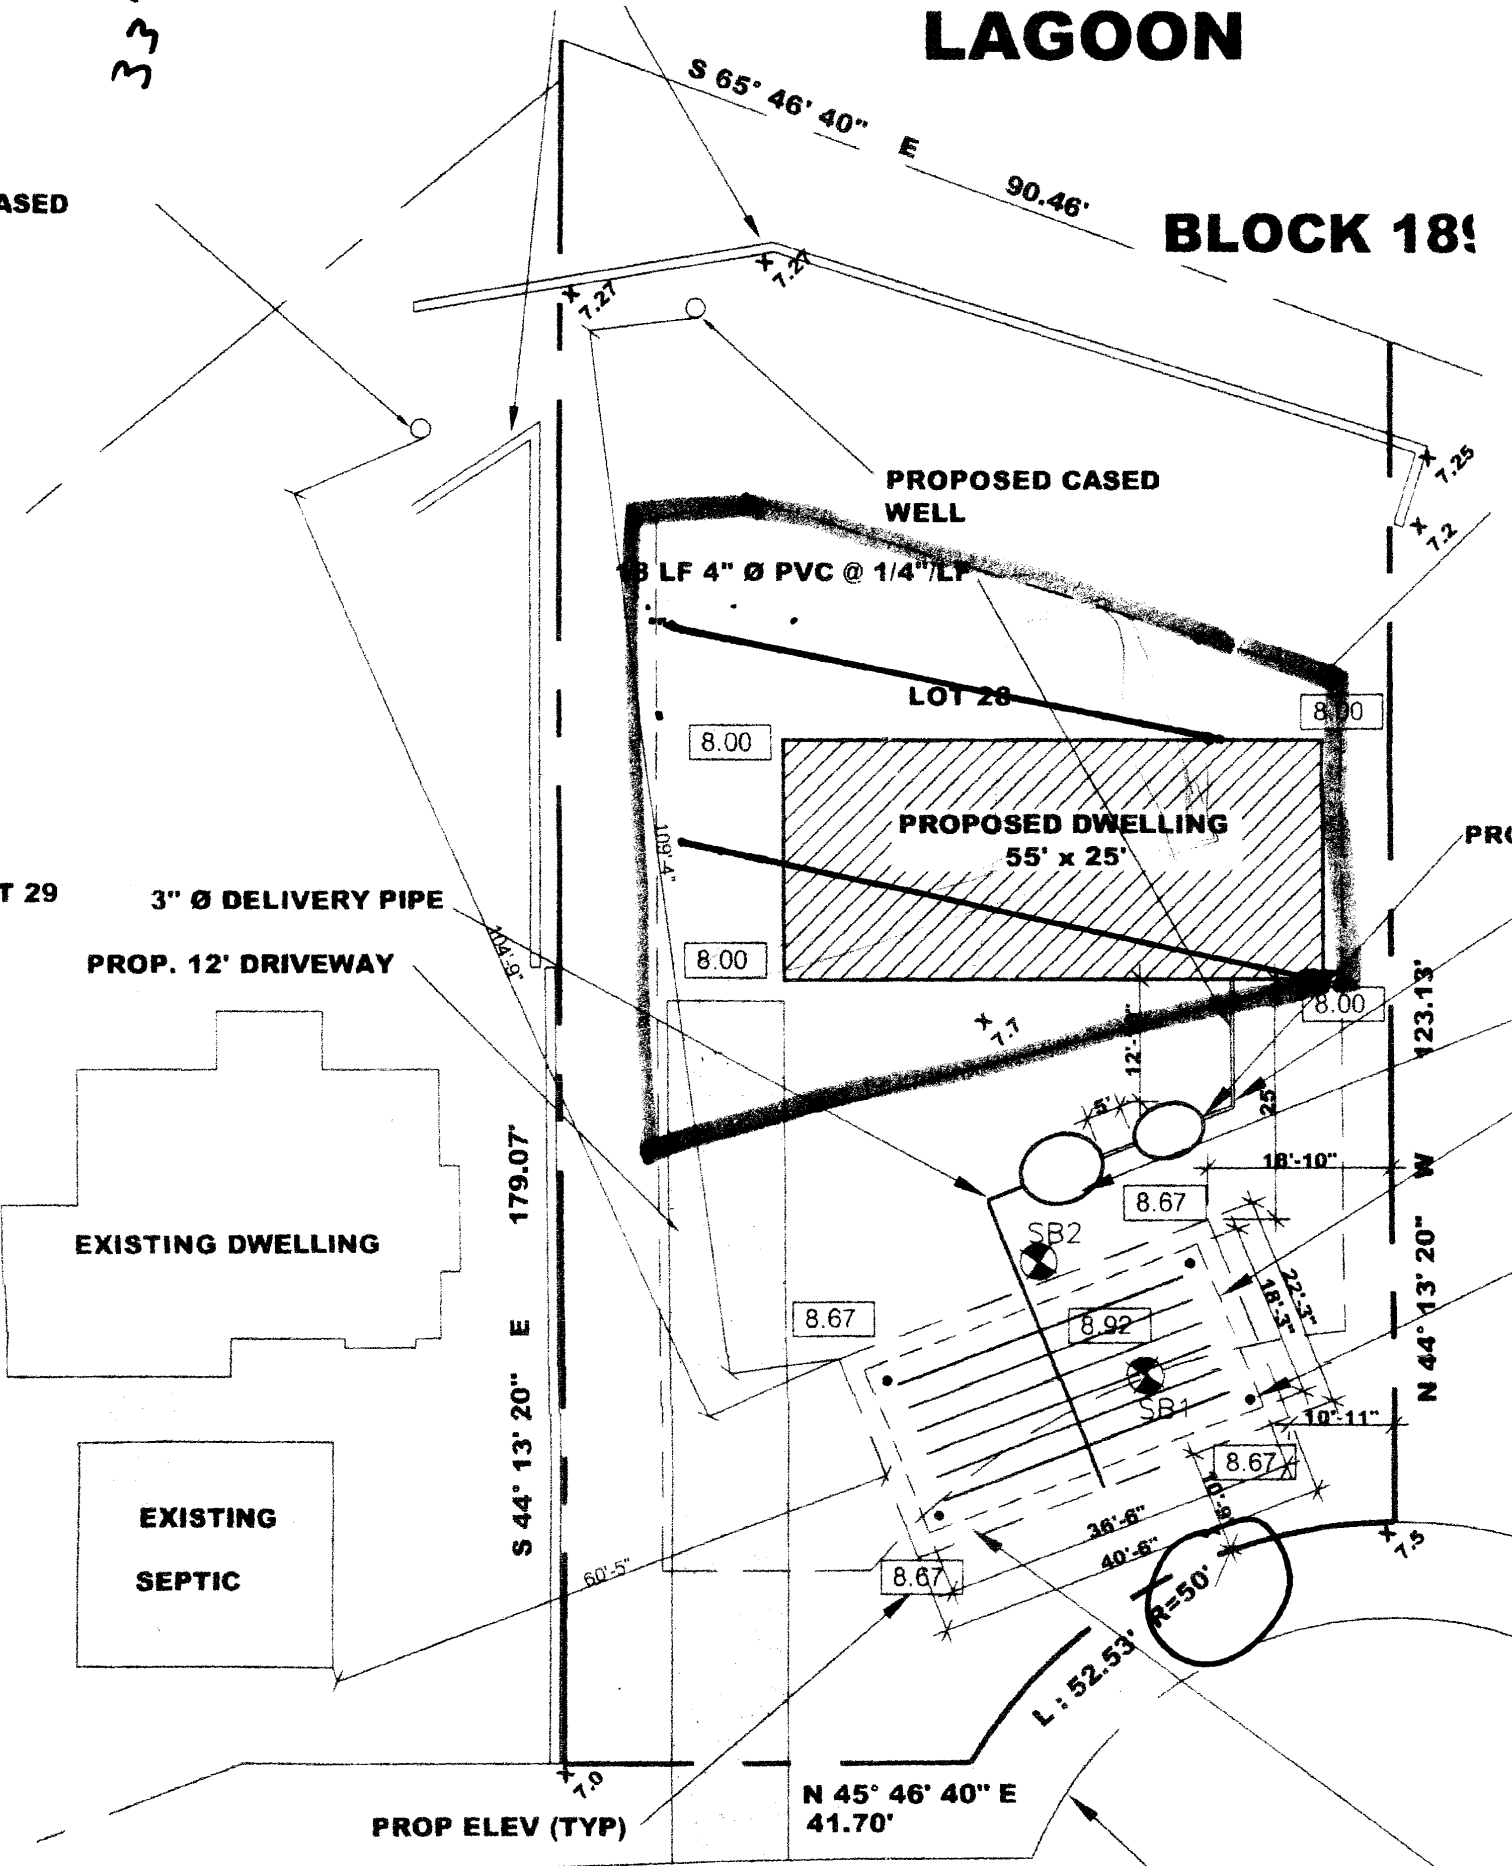 33
LAGOON
S 65° 46' 40" E
90.46'
ASED
BLOCK 189
7.27
7.27
7.25
7.2
PROPOSED CASED
WELL
18 LF 4" Ø PVC @ 1/4"/LF
LOT 28
8.00
8.00
PROPOSED DWELLING
55' x 25'
PRO
109'-4"
T 29
3" Ø DELIVERY PIPE
104'-9"
PROP. 12' DRIVEWAY
8.00
8.00
7.7
123.13'
25'
5'
18'-10"
179.07'
W
8.67
EXISTING DWELLING
SB2
22'-3"
18'-3"
8.67
8.92
N 44° 13' 20"
SB1
10'-11"
S 44° 13' 20" E
8.67
EXISTING
SEPTIC
10'-9"
36'-6"
40'-6"
7.5
60'-5"
8.67
R=50'
L : 52.53'
7.0
N 45° 46' 40" E
41.70'
PROP ELEV (TYP)